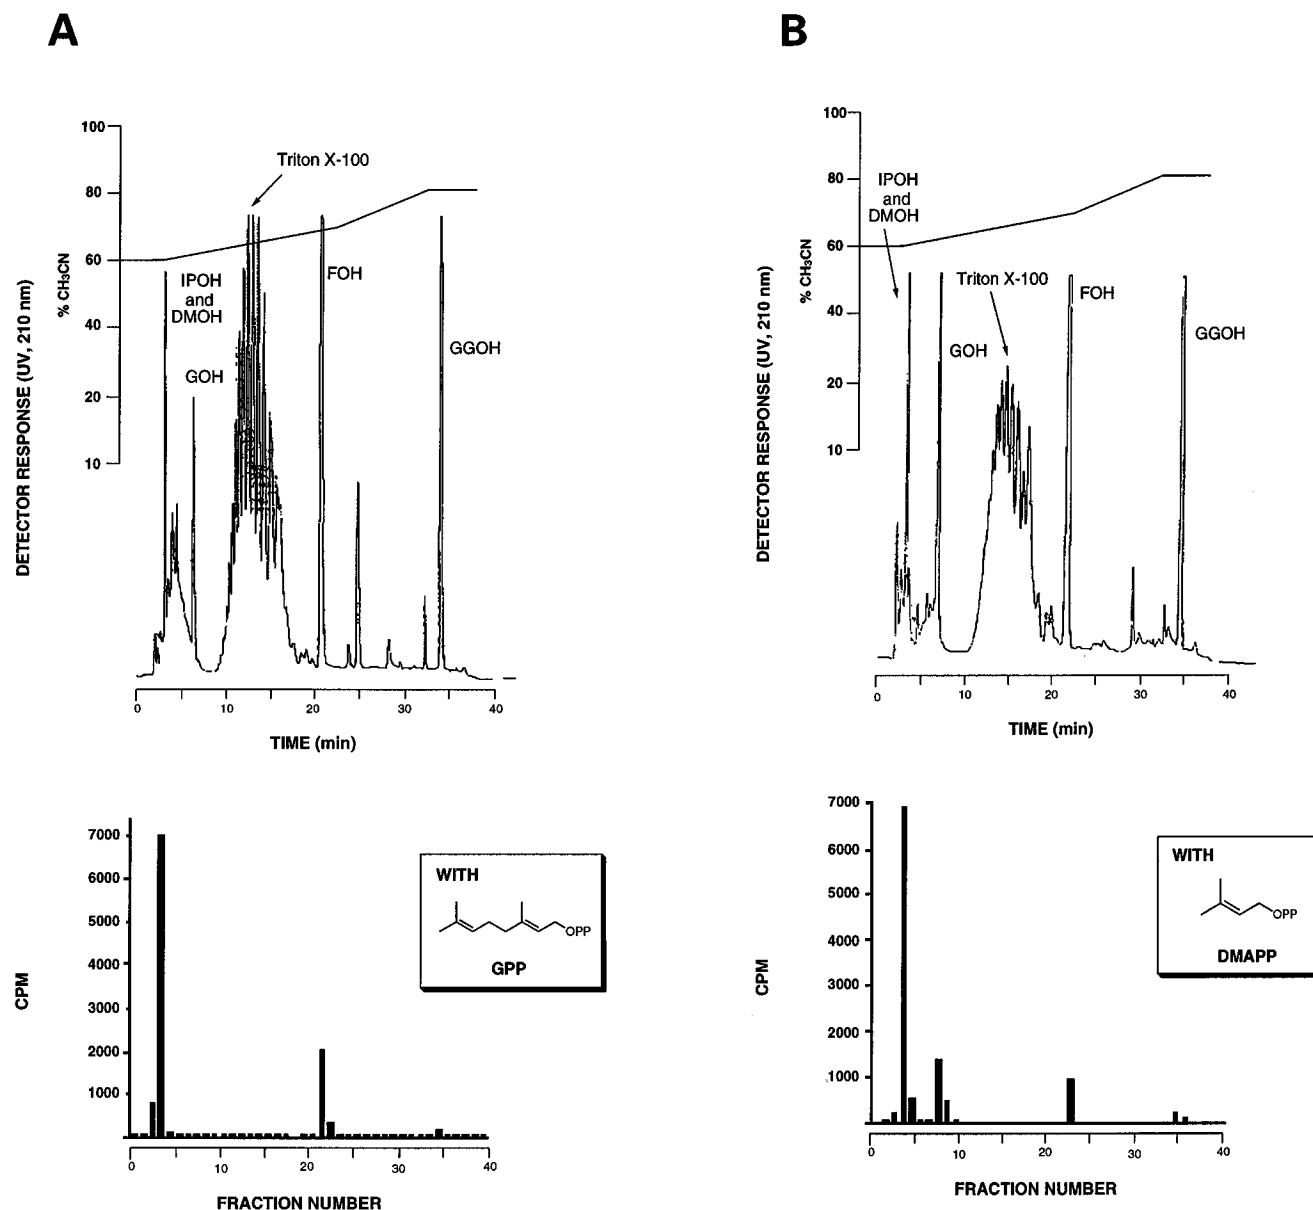 A
B
100
80
60
40
20
10
% CH₃CN
DETECTOR RESPONSE (UV, 210 nm)
Triton X-100
IPOH
and
DMOH
GOH
FOH
GGOH
0
10
20
30
40
TIME (min)
100
80
60
40
20
10
% CH₃CN
DETECTOR RESPONSE (UV, 210 nm)
IPOH
and
DMOH
Triton X-100
GOH
FOH
GGOH
0
10
20
30
40
TIME (min)
7000
6000
5000
4000
3000
2000
1000
CPM
WITH
OPP
GPP
0
10
20
30
40
FRACTION NUMBER
7000
6000
5000
4000
3000
2000
1000
CPM
WITH
OPP
DMAPP
0
10
20
30
40
FRACTION NUMBER